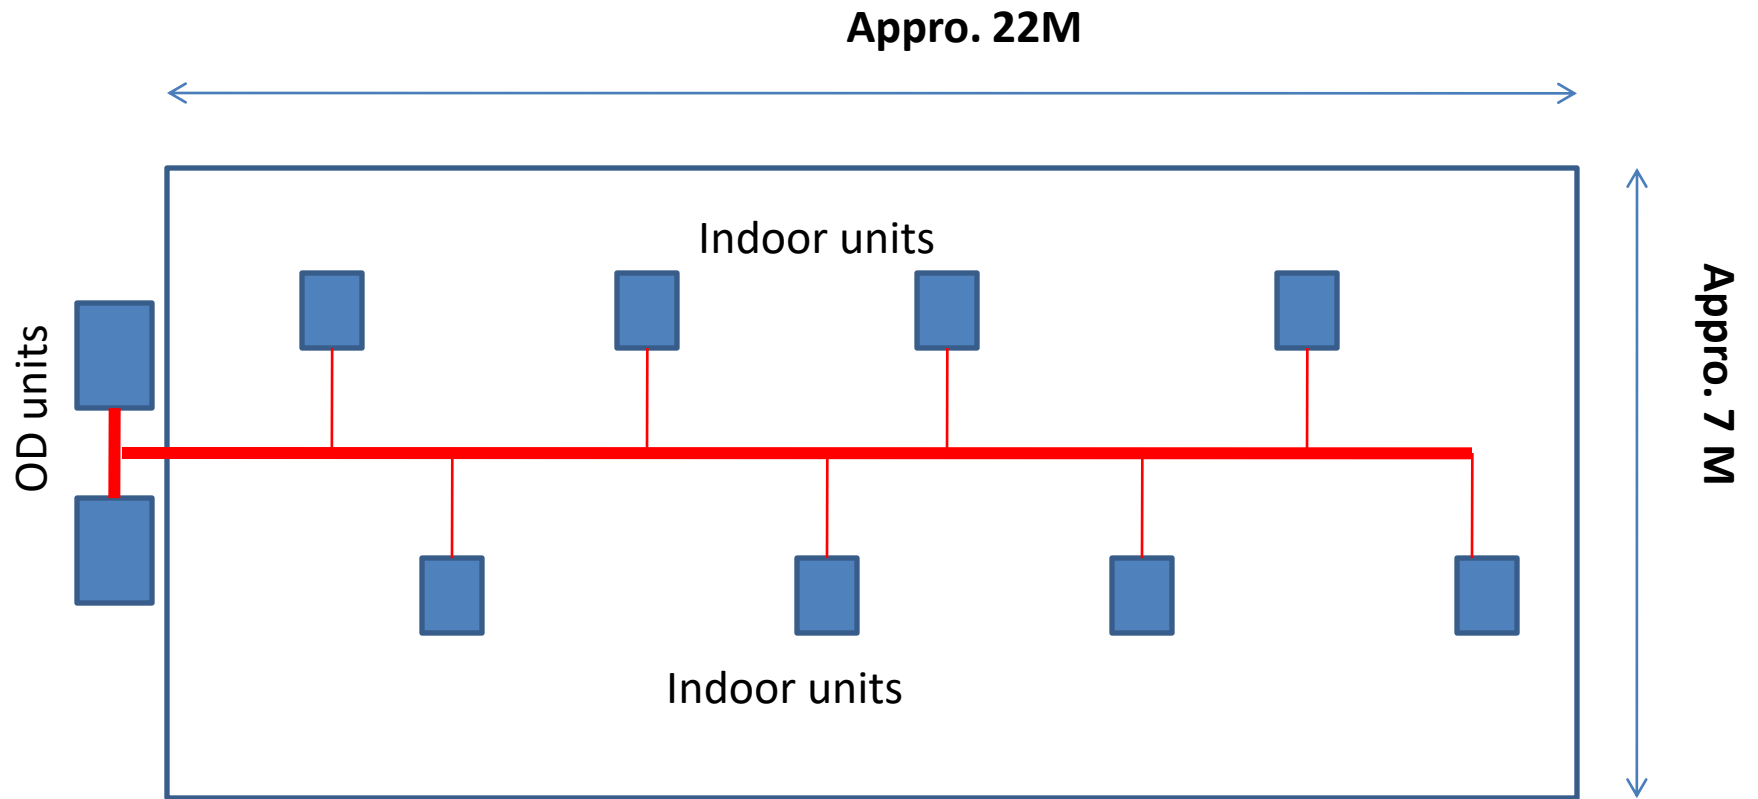 Appro. 22M
Indoor units
OD units
Appro. 7 M
Indoor units